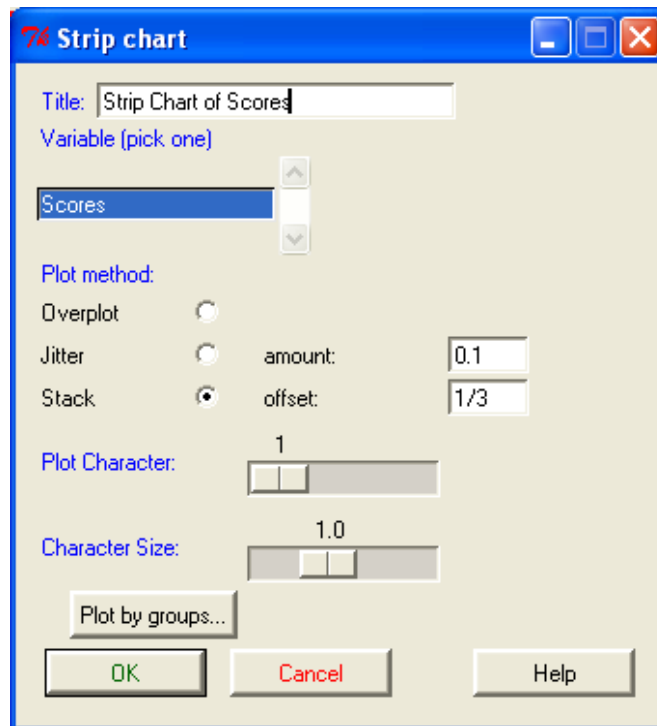 Tk Strip chart
Title: Strip Chart of Scores
Variable (pick one)
Scores
Plot method:
Overplot
Jitter amount: 0.1
Stack offset: 1/3
1
Plot Character:
1.0
Character Size:
Plot by groups...
OK Cancel Help